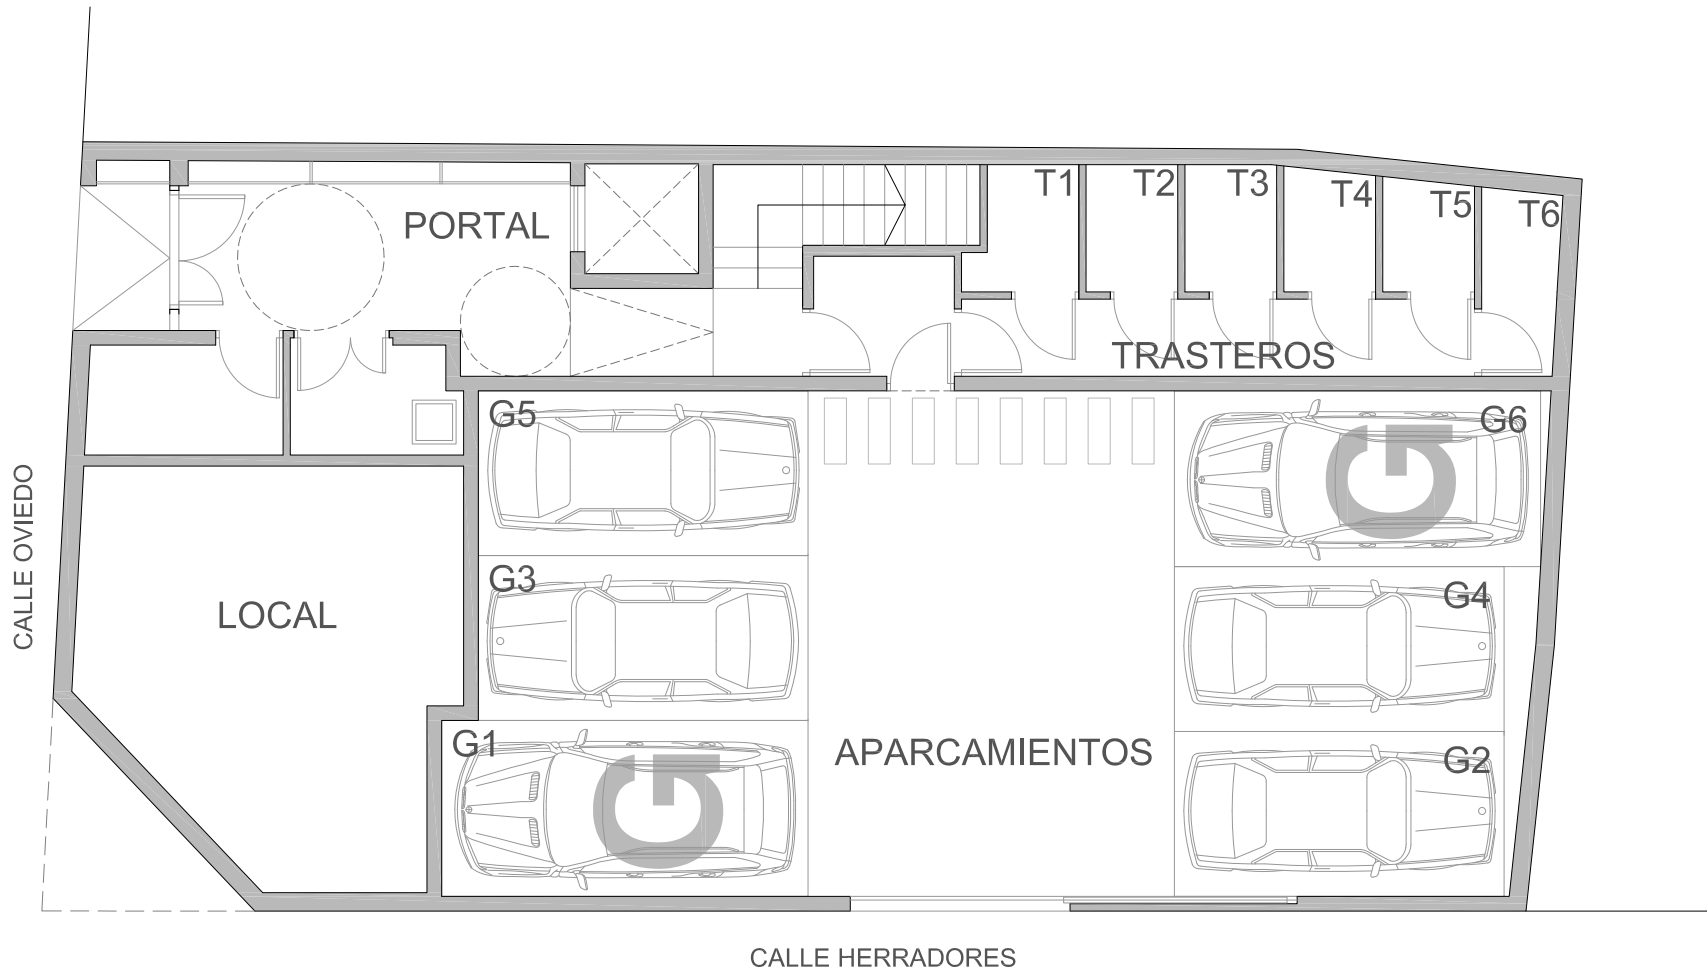 T1
T2
T3
T4
T5
T6
PORTAL
TRASTEROS
G5
G6
G
CALLE OVIEDO
G3
G4
LOCAL
G1
G
APARCAMIENTOS
G2
CALLE HERRADORES